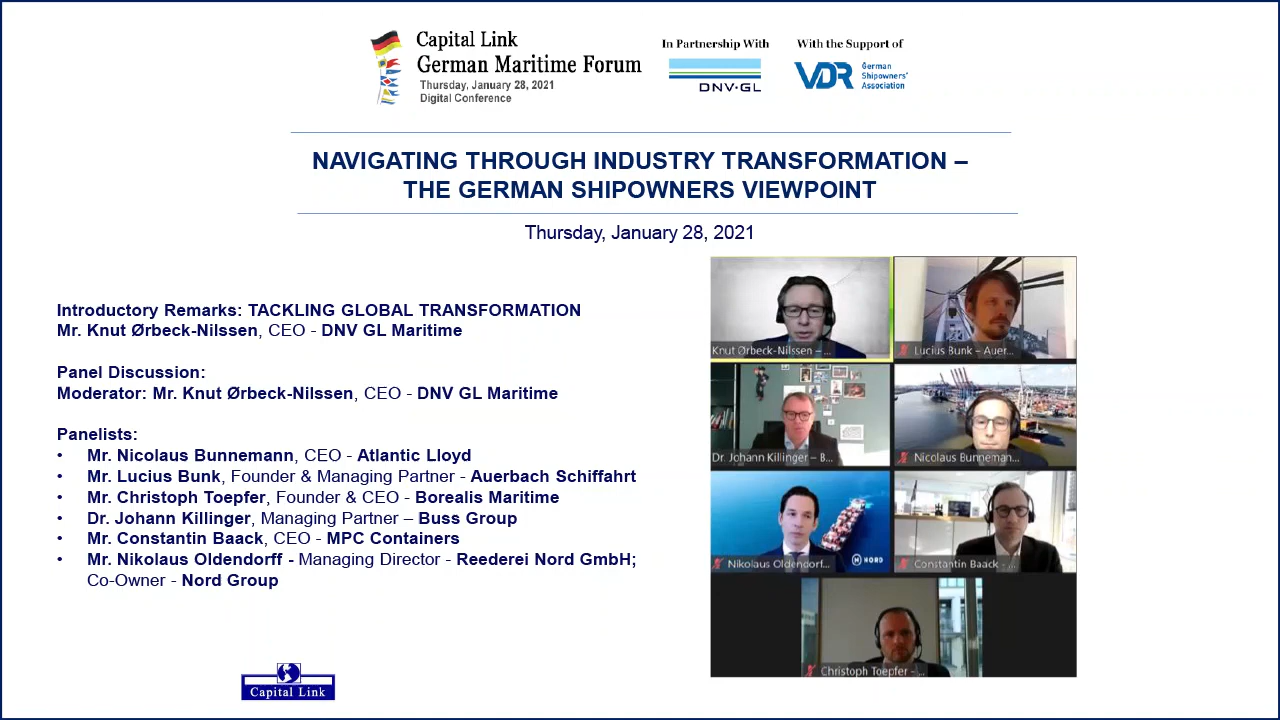 Capital Link
German Maritime Forum
Thursday, January 28, 2021
Digital Conference
In Partnership With
DNV·GL
With the Support of
VDR
German
Shipowners'
Association
NAVIGATING THROUGH INDUSTRY TRANSFORMATION –
THE GERMAN SHIPOWNERS VIEWPOINT
Thursday, January 28, 2021
Introductory Remarks: TACKLING GLOBAL TRANSFORMATION
Mr. Knut Ørbeck-Nilssen, CEO - DNV GL Maritime
Panel Discussion:
Moderator: Mr. Knut Ørbeck-Nilssen, CEO - DNV GL Maritime
Panelists:
• Mr. Nicolaus Bunnemann, CEO - Atlantic Lloyd
• Mr. Lucius Bunk, Founder & Managing Partner - Auerbach Schiffahrt
• Mr. Christoph Toepfer, Founder & CEO - Borealis Maritime
• Dr. Johann Killinger, Managing Partner – Buss Group
• Mr. Constantin Baack, CEO - MPC Containers
• Mr. Nikolaus Oldendorff - Managing Director - Reederei Nord GmbH;
Co-Owner - Nord Group
Knut Ørbeck-Nilssen – ...
Lucius Bunk – Auer...
Dr. Johann Killinger – B...
Nicolaus Bunneman...
Nikolaus Oldendorf...
NORD
Constantin Baack - ...
Christoph Toepfer - ...
Capital Link